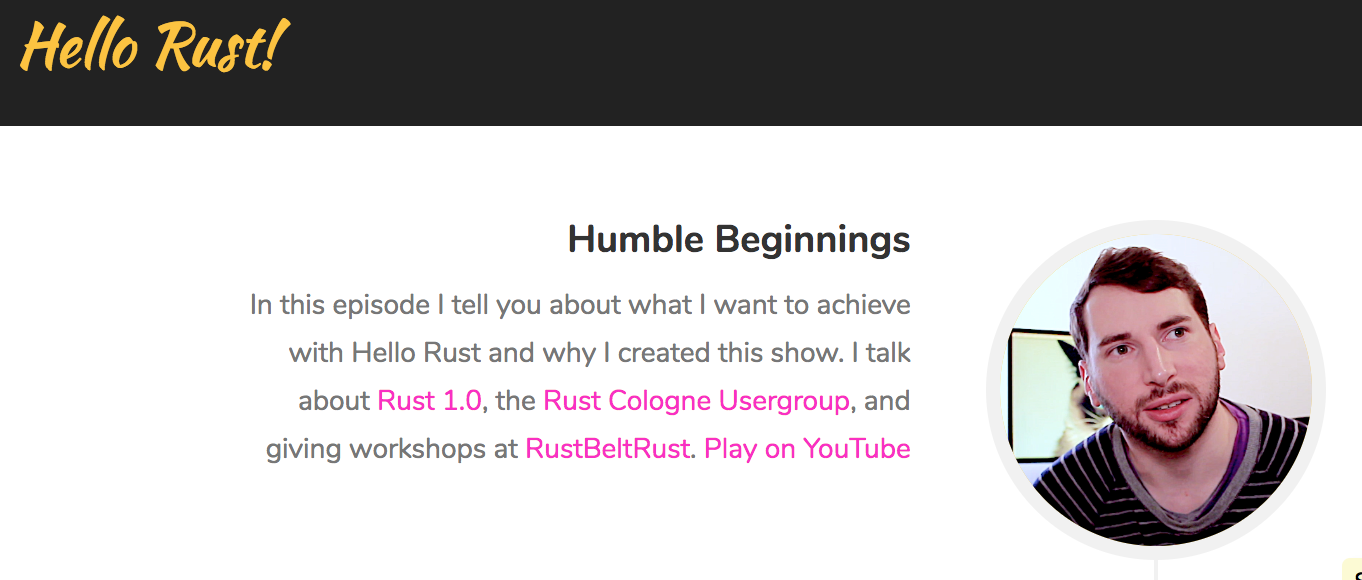 Hello Rust!
Humble Beginnings
In this episode I tell you about what I want to achieve
with Hello Rust and why I created this show. I talk
about Rust 1.0, the Rust Cologne Usergroup, and
giving workshops at RustBeltRust. Play on YouTube